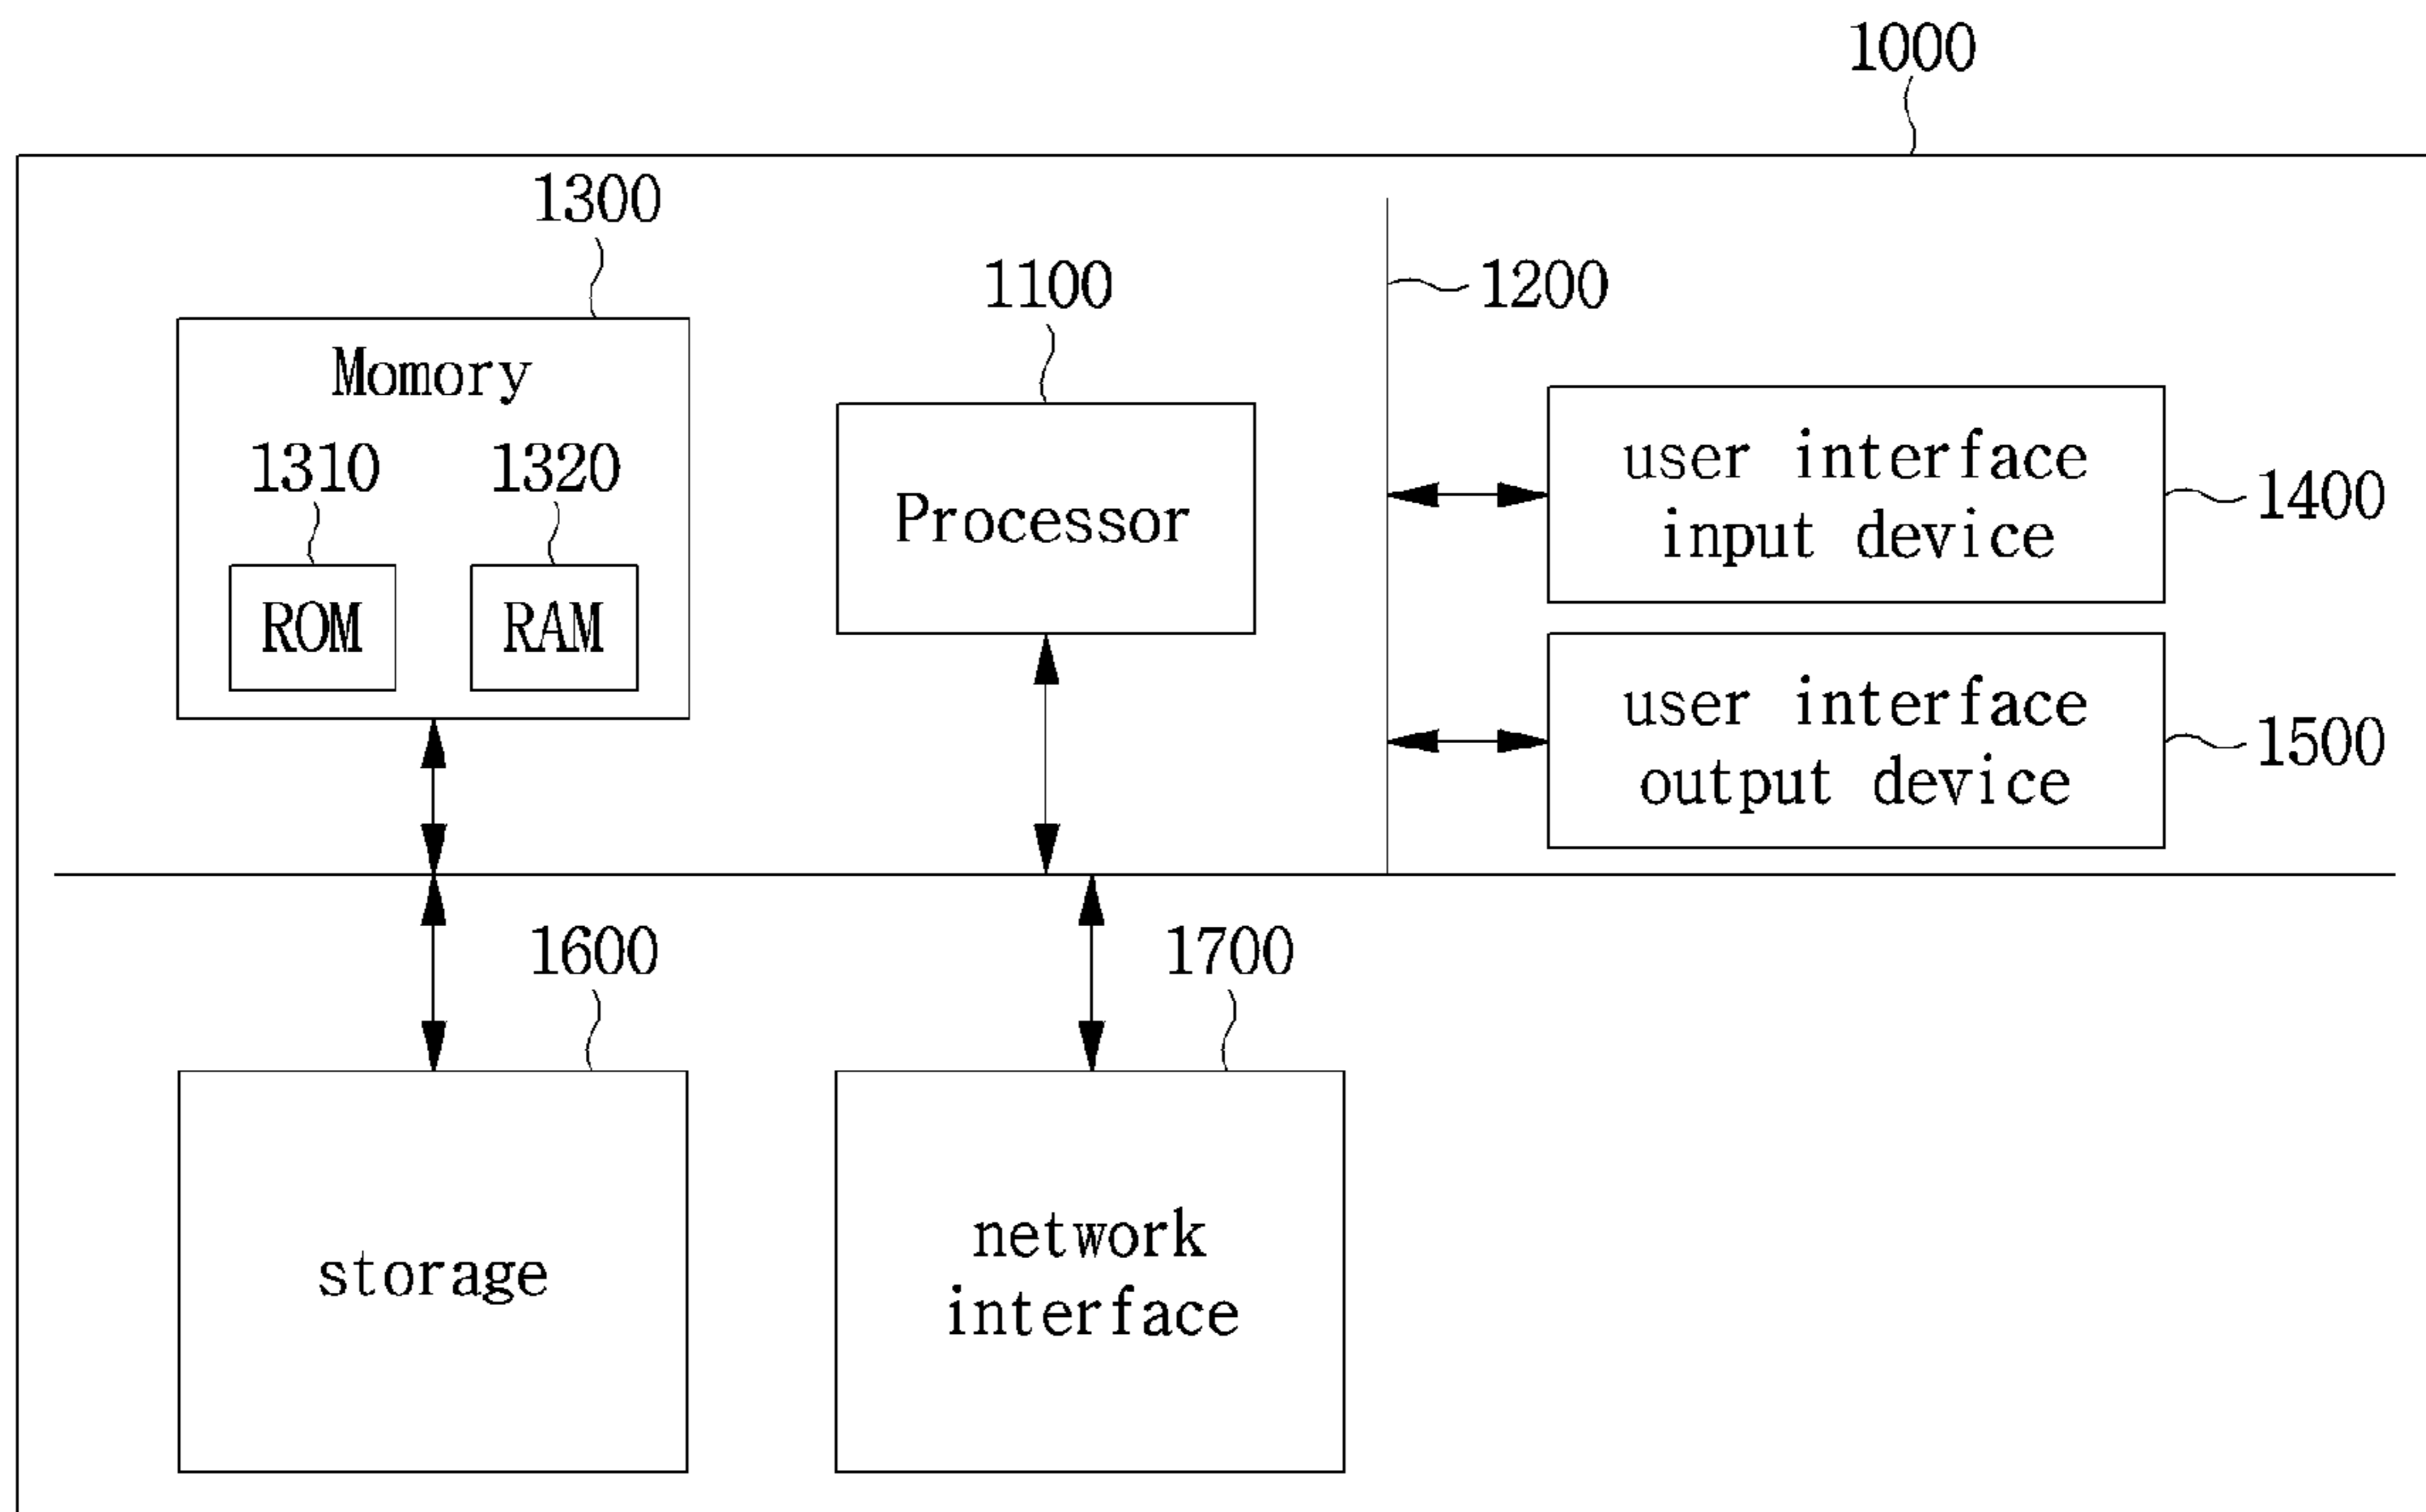 1000
1300
1100
1200
Momory
1310
1320
ROM
RAM
Processor
user interface
input device
1400
user interface
output device
1500
1600
1700
storage
network
interface